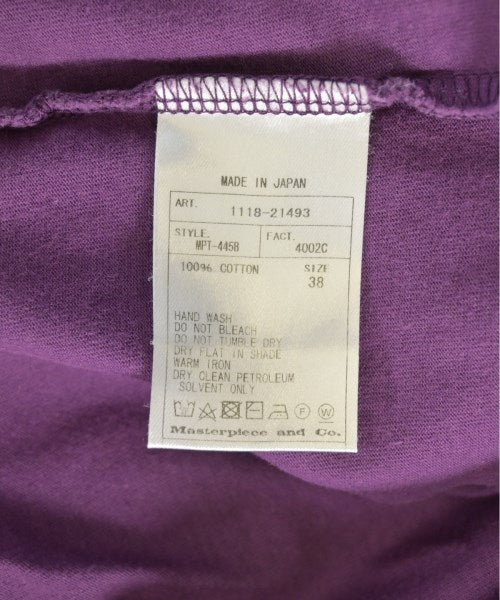 MADE IN JAPAN
ART. 1118-21493
STYLE. FACT.
MPT-445B 4002C
100% COTTON SIZE
38
HAND WASH
DO NOT BLEACH
DO NOT TUMBLE DRY
DRY FLAT IN SHADE
WARM IRON
DRY CLEAN PETROLEUM
SOLVENT ONLY
F W
Masterpiece and Co.